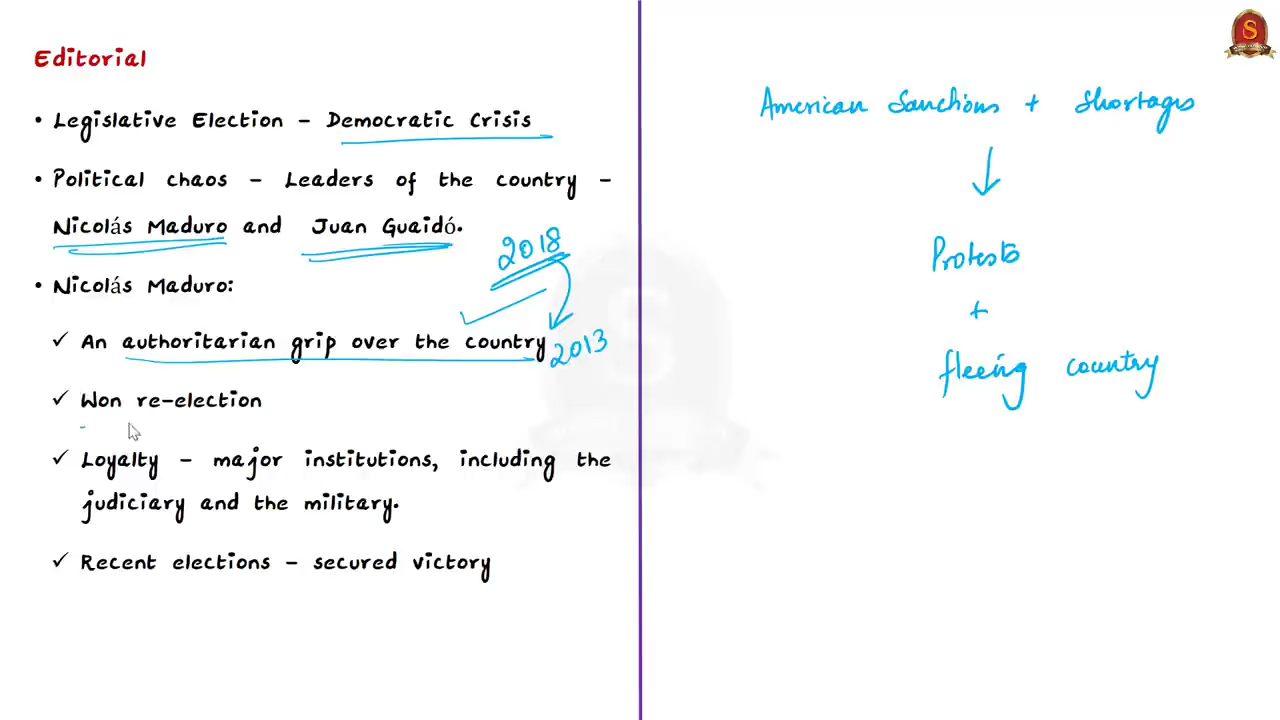 Editorial
• Legislative Election – Democratic Crisis
• Political chaos – Leaders of the country –
Nicolás Maduro and Juan Guaidó.
2018
• Nicolás Maduro:
✓ An authoritarian grip over the country
2013
✓ Won re-election
✓ Loyalty – major institutions, including the
judiciary and the military.
✓ Recent elections – secured victory
S
American Sanctions + Shortages
↓
Protests
+
fleeing country